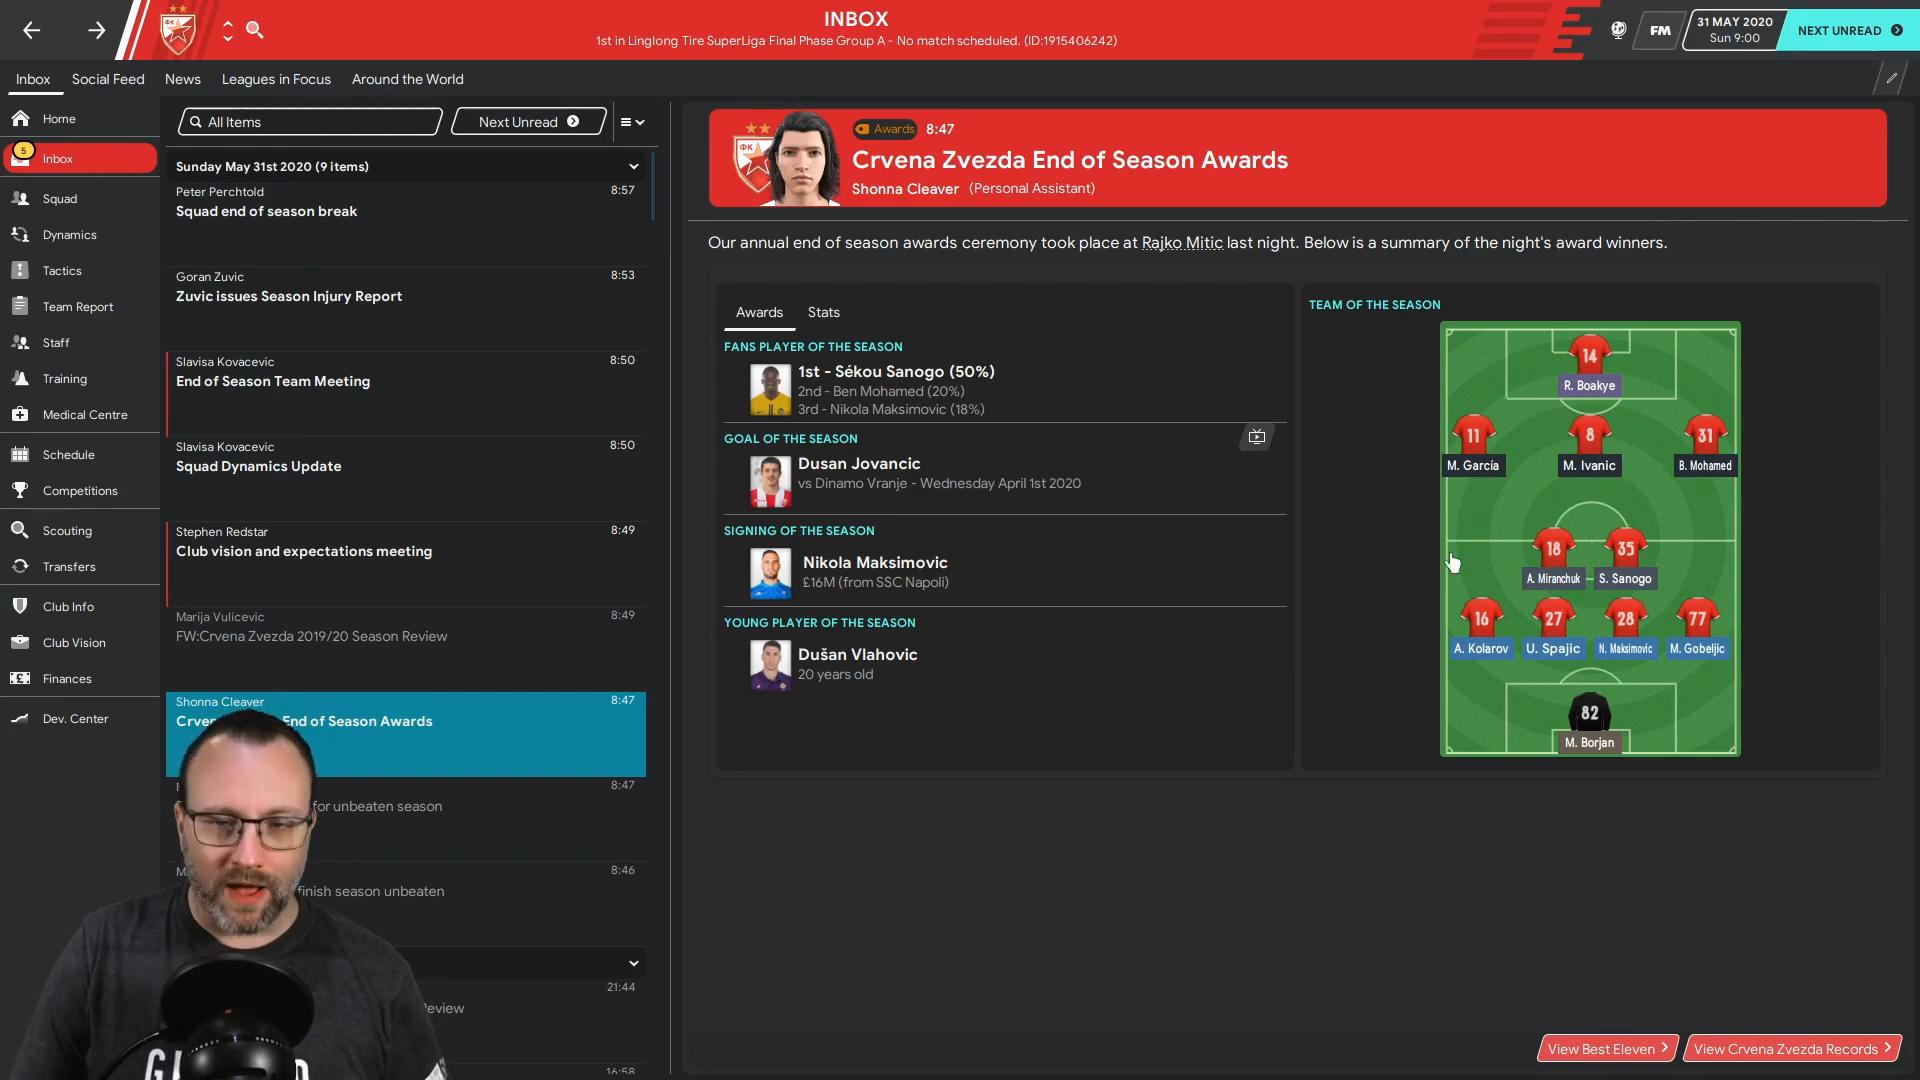 INBOX
1st in Linglong Tire SuperLiga Final Phase Group A - No match scheduled. (ID:1915406242)
FM
31 MAY 2020
Sun 9:00
NEXT UNREAD
Inbox
Social Feed
News
Leagues in Focus
Around the World
Home
5
Inbox
Squad
Dynamics
Tactics
Team Report
Staff
Training
Medical Centre
Schedule
Competitions
Scouting
Transfers
Club Info
Club Vision
Finances
Dev. Center
All Items
Next Unread
Sunday May 31st 2020 (9 items)
Peter Perchtold 8:57
Squad end of season break
Goran Zuvic 8:53
Zuvic issues Season Injury Report
Slavisa Kovacevic 8:50
End of Season Team Meeting
Slavisa Kovacevic 8:50
Squad Dynamics Update
Stephen Redstar 8:49
Club vision and expectations meeting
Marija Vulicevic 8:49
FW:Crvena Zvezda 2019/20 Season Review
Shonna Cleaver 8:47
End of Season Awards
8:47
for unbeaten season
8:46
finish season unbeaten
21:44
16:58
Awards 8:47
Crvena Zvezda End of Season Awards
Shonna Cleaver (Personal Assistant)
Our annual end of season awards ceremony took place at Rajko Mitic last night. Below is a summary of the night's award winners.
Awards
Stats
FANS PLAYER OF THE SEASON
1st - Sékou Sanogo (50%)
2nd - Ben Mohamed (20%)
3rd - Nikola Maksimovic (18%)
GOAL OF THE SEASON
Dusan Jovancic
vs Dinamo Vranje - Wednesday April 1st 2020
SIGNING OF THE SEASON
Nikola Maksimovic
£16M (from SSC Napoli)
YOUNG PLAYER OF THE SEASON
Dušan Vlahovic
20 years old
TEAM OF THE SEASON
14
R. Boakye
11 8 31
M. García M. Ivanic B. Mohamed
18 35
A. Miranchuk S. Sanogo
16 27 28 77
A. Kolarov U. Spajic N. Maksimovic M. Gobeljic
82
M. Borjan
View Best Eleven
View Crvena Zvezda Records